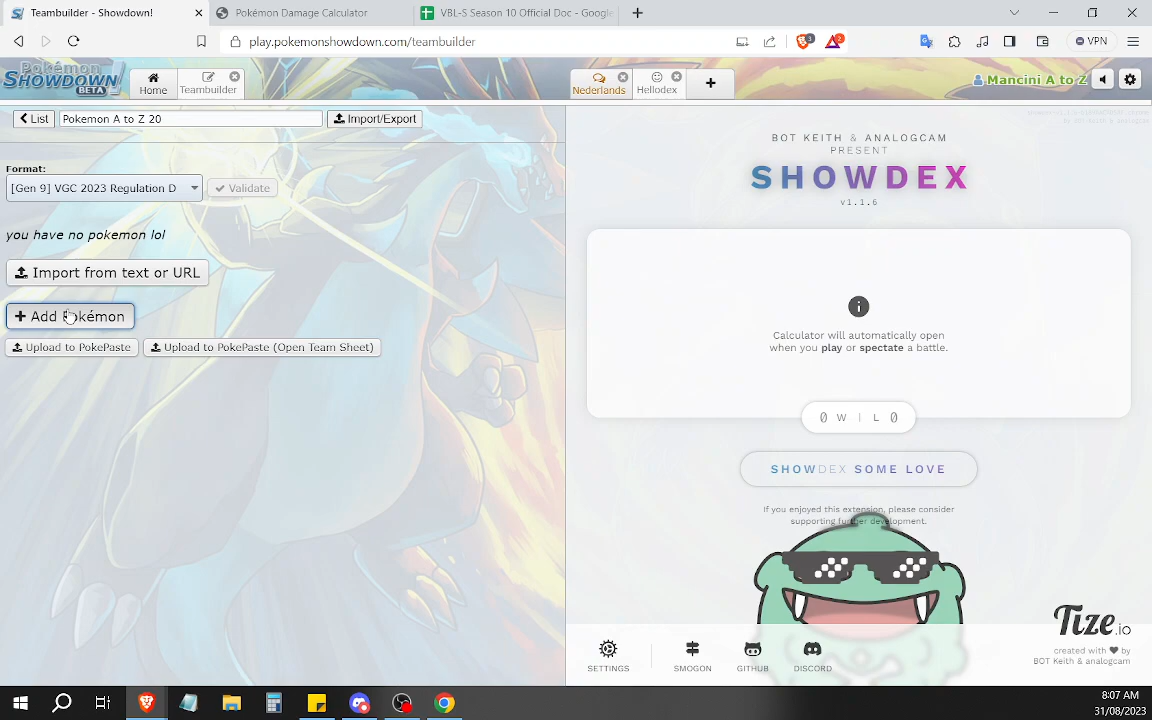 Teambuilder - Showdown!
Pokémon Damage Calculator
VBL-S Season 10 Official Doc - Google
play.pokemonshowdown.com/teambuilder
3
2
VPN
Pokémon
SHOWDOWN
BETA
Home
Teambuilder
Nederlands
Hellodex
Mancini A to Z
List
Pokemon A to Z 20
Import/Export
Format:
[Gen 9] VGC 2023 Regulation D
Validate
you have no pokemon lol
Import from text or URL
Add Pokémon
Upload to PokePaste
Upload to PokePaste (Open Team Sheet)
BOT KEITH & ANALOGCAM
PRESENT
SHOWDEX
v1.1.6
Calculator will automatically open
when you play or spectate a battle.
0 W | L 0
SHOWDEX SOME LOVE
If you enjoyed this extension, please consider
supporting further development.
Tize.io
created with ♥ by
BOT Keith & analogcam
SETTINGS
SMOGON
GITHUB
DISCORD
8:07 AM
31/08/2023